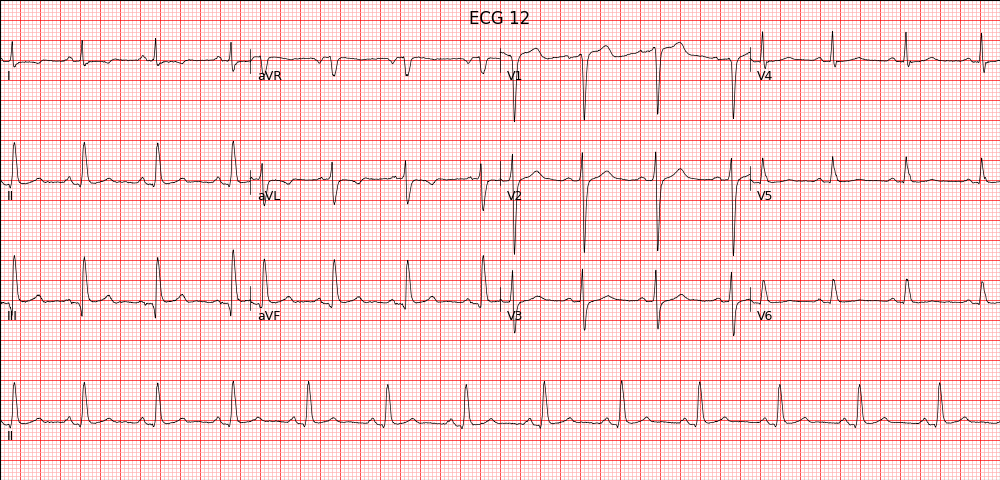 ECG 12
I aVR V1 V4
II aVL V2 V5
III aVF V3 V6
II